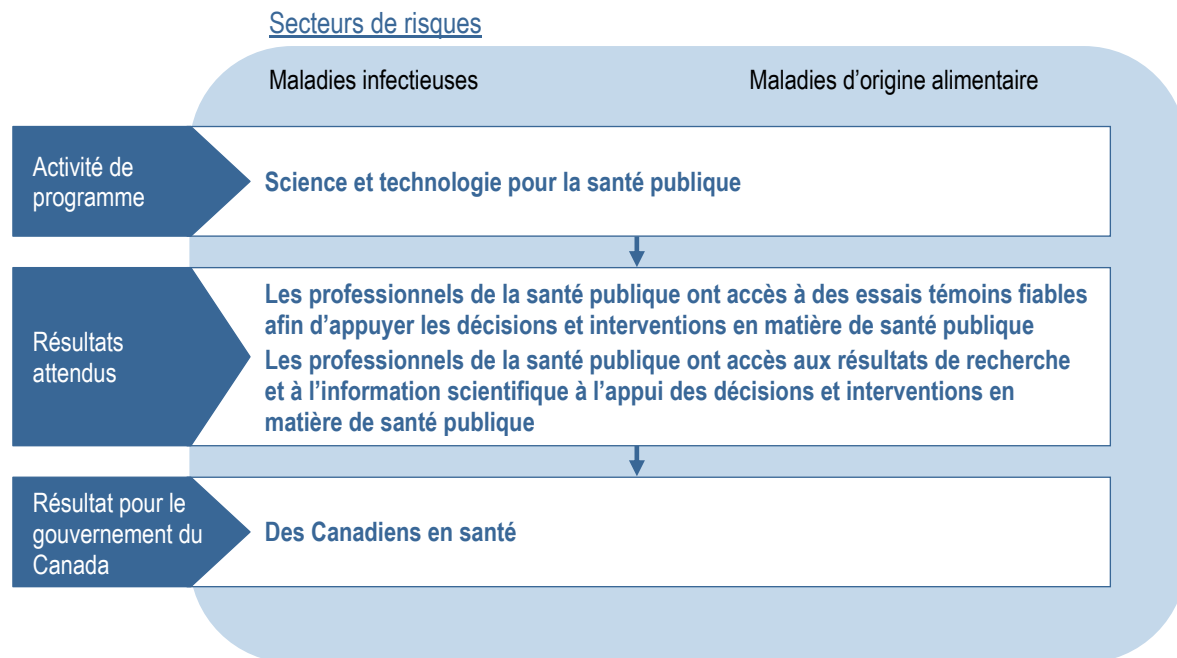 Secteurs de risques
Maladies infectieuses
Maladies d’origine alimentaire
Activité de
programme
Science et technologie pour la santé publique
Résultats
attendus
Les professionnels de la santé publique ont accès à des essais témoins fiables
afin d’appuyer les décisions et interventions en matière de santé publique
Les professionnels de la santé publique ont accès aux résultats de recherche
et à l’information scientifique à l’appui des décisions et interventions en
matière de santé publique
Résultat pour le
gouvernement du
Canada
Des Canadiens en santé